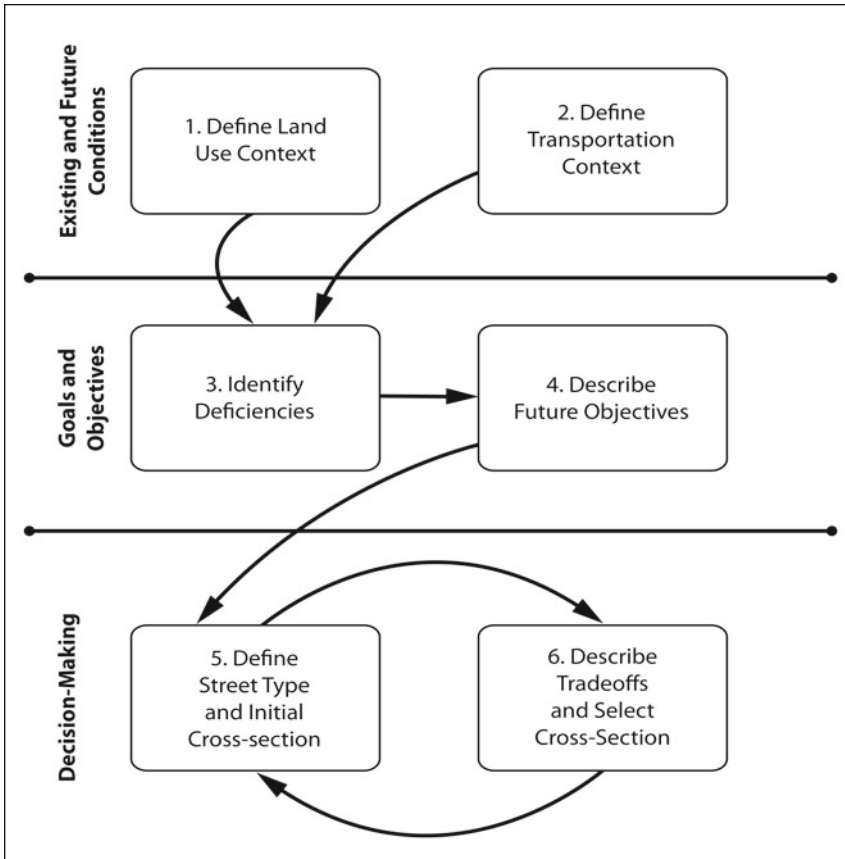 Existing and Future
Conditions
1. Define Land
Use Context
2. Define
Transportation
Context
Goals and
Objectives
3. Identify
Deficiencies
4. Describe
Future Objectives
Decision-Making
5. Define
Street Type
and Initial
Cross-section
6. Describe
Tradeoffs
and Select
Cross-Section